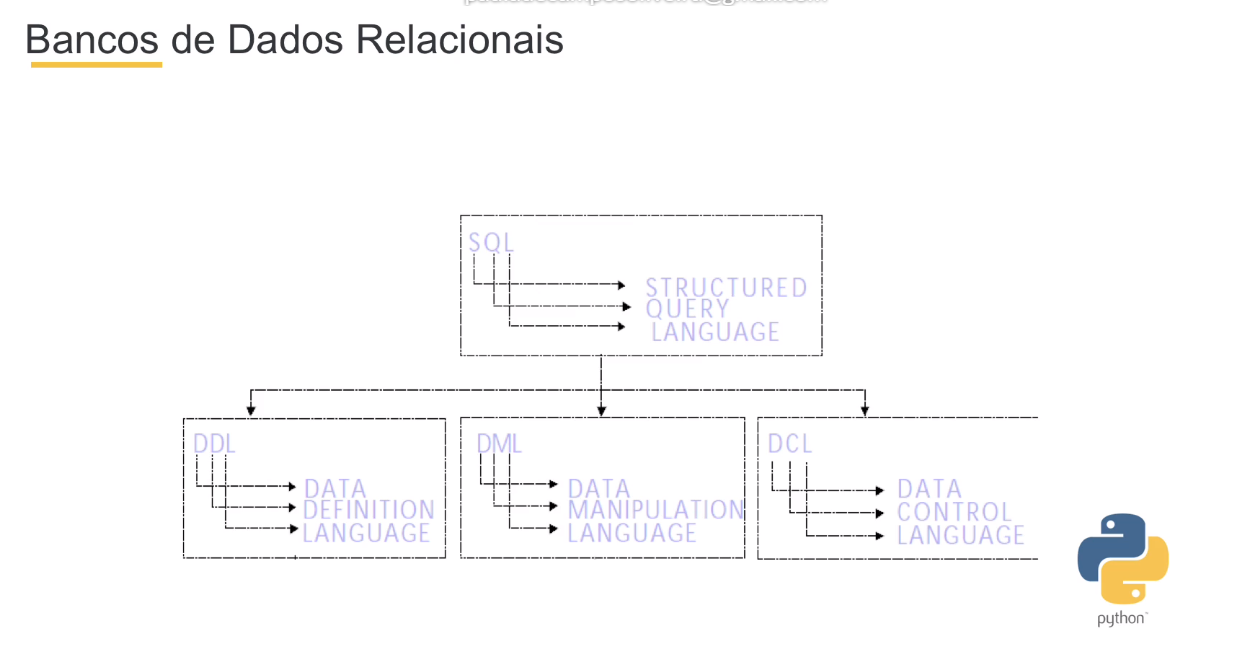 Bancos de Dados Relacionais
SQL
STRUCTURED
QUERY
LANGUAGE
DDL
DATA
DEFINITION
LANGUAGE
DML
DATA
MANIPULATION
LANGUAGE
DCL
DATA
CONTROL
LANGUAGE
python